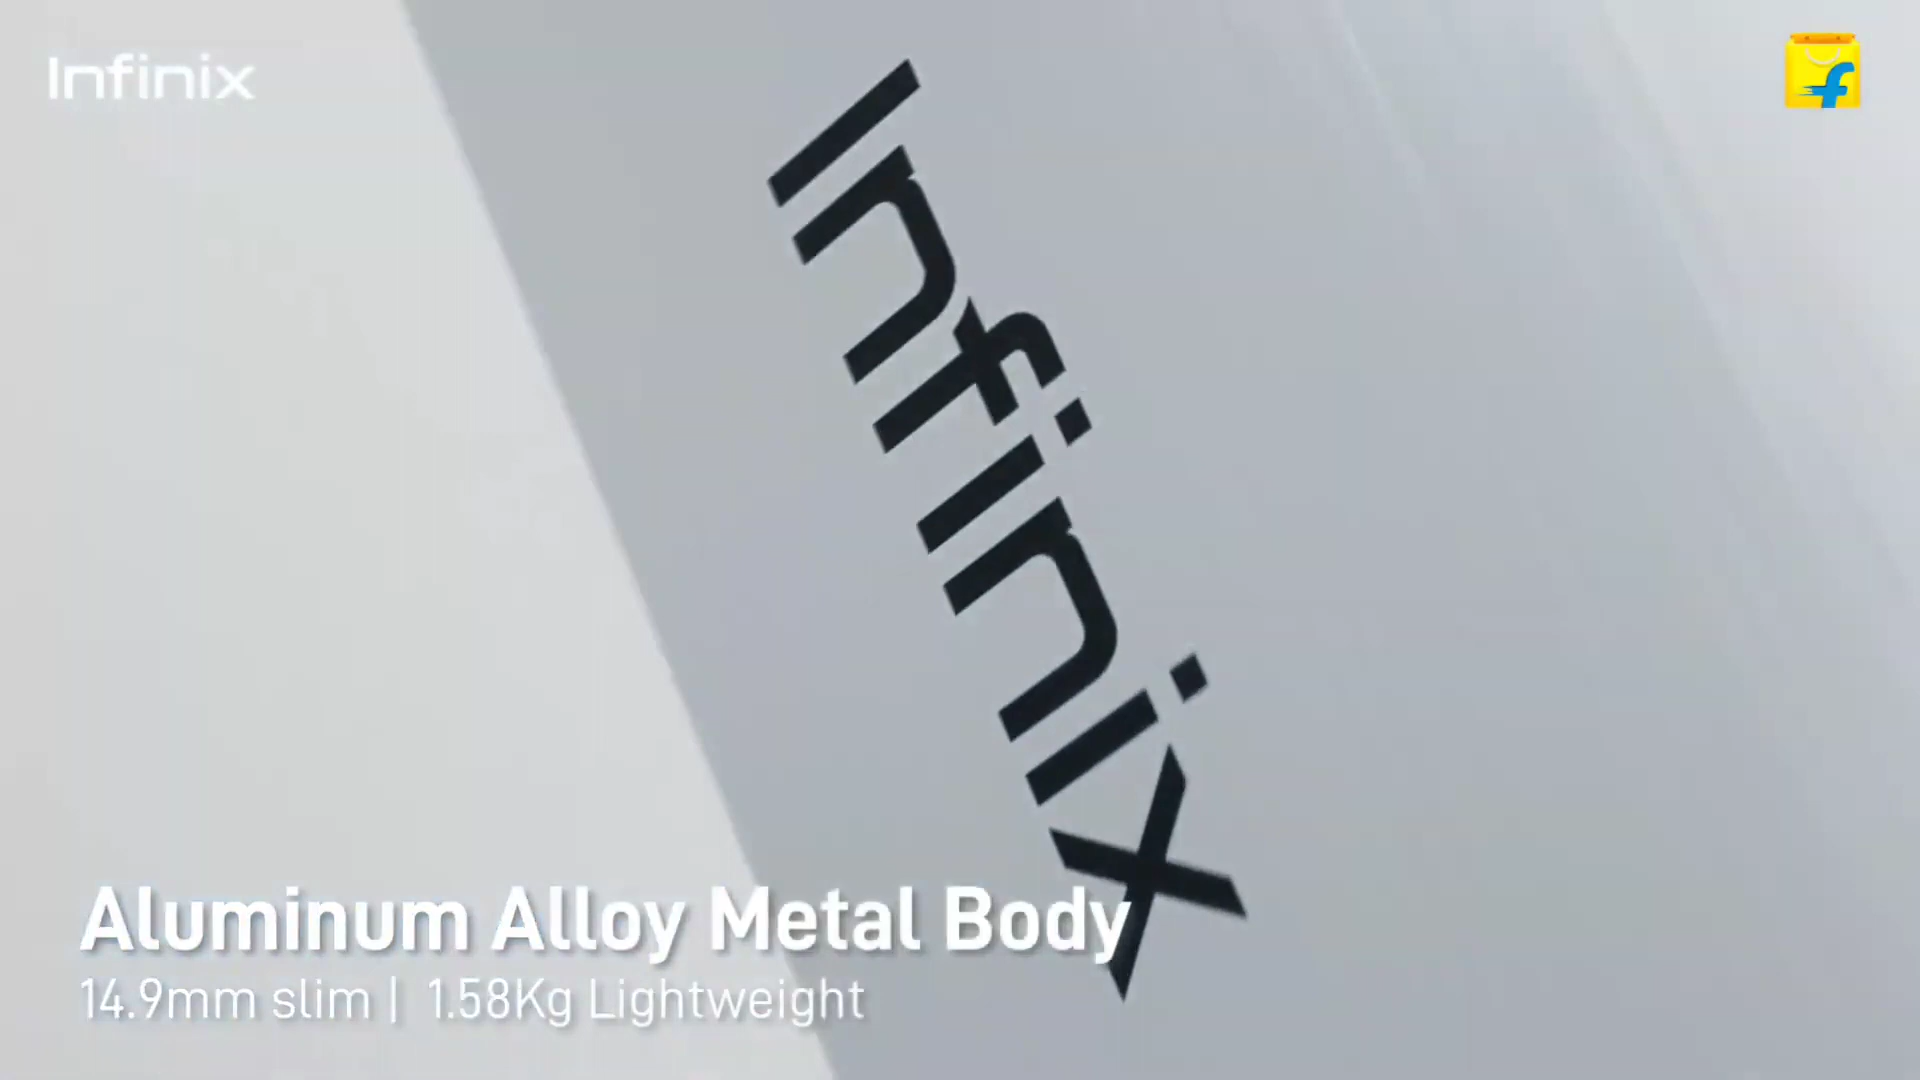 Infinix
Infinix
Aluminum Alloy Metal Body
14.9mm slim | 1.58Kg Lightweight